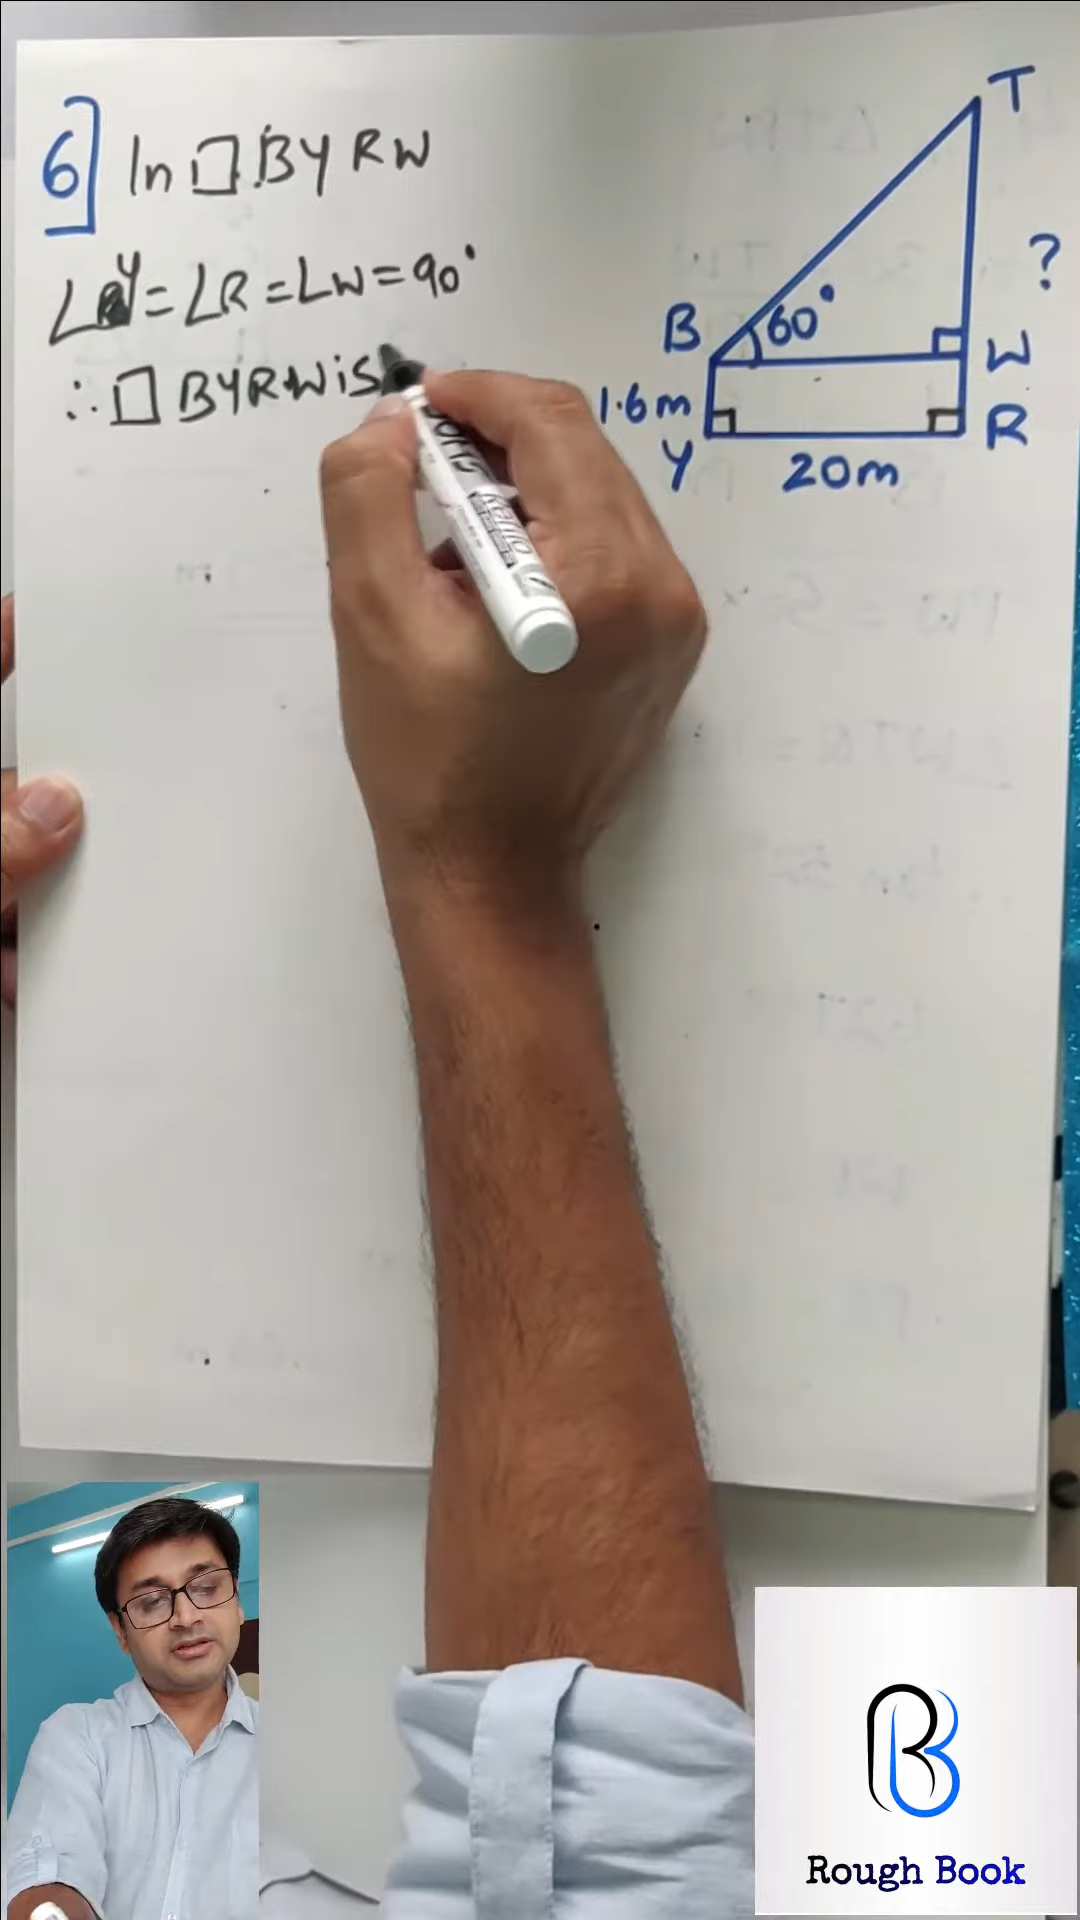 6] In □ BYRW
∠Y = ∠R = ∠W = 90°
∴ □ BYRW is
T
?
B 60° W
1.6m R
Y 20m
Rough Book